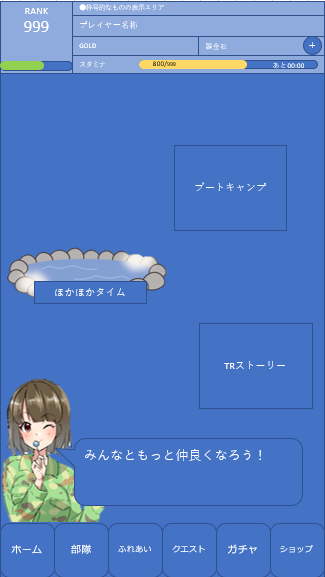 RANK
999
●称号的なものの表示エリア
プレイヤー名称
GOLD
課金石
+
スタミナ
800/999
あと00:00
ブートキャンプ
ほかほかタイム
TRストーリー
みんなともっと仲良くなろう！
ホーム
部隊
ふれあい
クエスト
ガチャ
ショップ